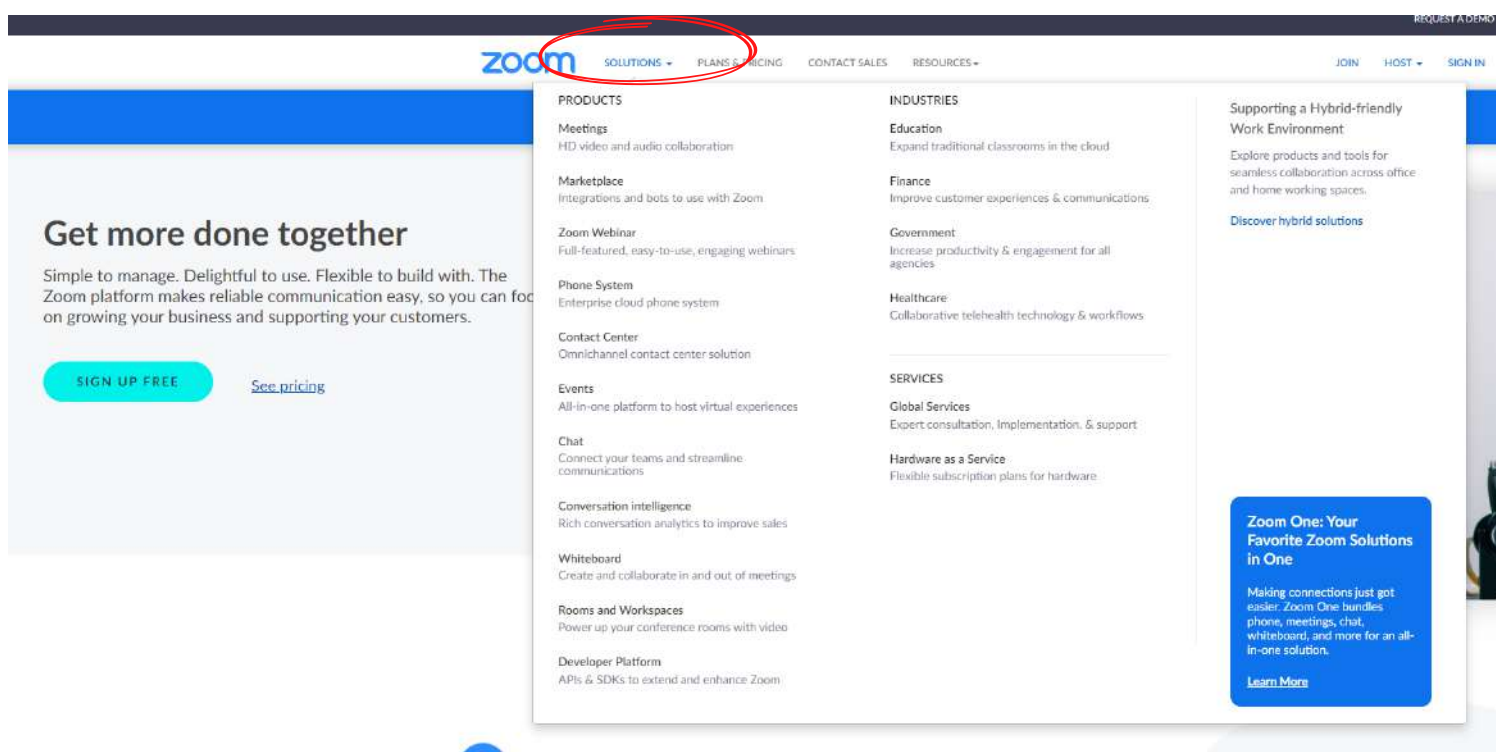 REQUEST A DEMO
zoom
SOLUTIONS
PLANS & PRICING
CONTACT SALES
RESOURCES
JOIN
HOST
SIGN IN
Get more done together
Simple to manage. Delightful to use. Flexible to build with. The
Zoom platform makes reliable communication easy, so you can foc
on growing your business and supporting your customers.
SIGN UP FREE
See pricing
PRODUCTS
Meetings
HD video and audio collaboration
Marketplace
Integrations and bots to use with Zoom
Zoom Webinar
Full-featured, easy-to-use, engaging webinars
Phone System
Enterprise cloud phone system
Contact Center
Omnichannel contact center solution
Events
All-in-one platform to host virtual experiences
Chat
Connect your teams and streamline
communications
Conversation intelligence
Rich conversation analytics to improve sales
Whiteboard
Create and collaborate in and out of meetings
Rooms and Workspaces
Power up your conference rooms with video
Developer Platform
APIs & SDKs to extend and enhance Zoom
INDUSTRIES
Education
Expand traditional classrooms in the cloud
Finance
Improve customer experiences & communications
Government
Increase productivity & engagement for all
agencies
Healthcare
Collaborative telehealth technology & workflows
SERVICES
Global Services
Expert consultation, Implementation, & support
Hardware as a Service
Flexible subscription plans for hardware
Supporting a Hybrid-friendly
Work Environment
Explore products and tools for
seamless collaboration across office
and home working spaces.
Discover hybrid solutions
Zoom One: Your
Favorite Zoom Solutions
in One
Making connections just got
easier. Zoom One bundles
phone, meetings, chat,
whiteboard, and more for an all-
in-one solution.
Learn More